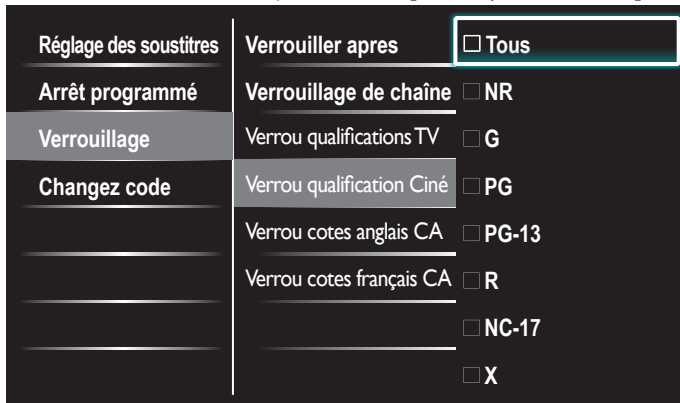 Réglage des soustitres
Arrêt programmé
Verrouillage
Changez code
Verrouiller apres
Verrouillage de chaîne
Verrou qualifications TV
Verrou qualification Ciné
Verrou cotes anglais CA
Verrou cotes français CA
Tous
NR
G
PG
PG-13
R
NC-17
X